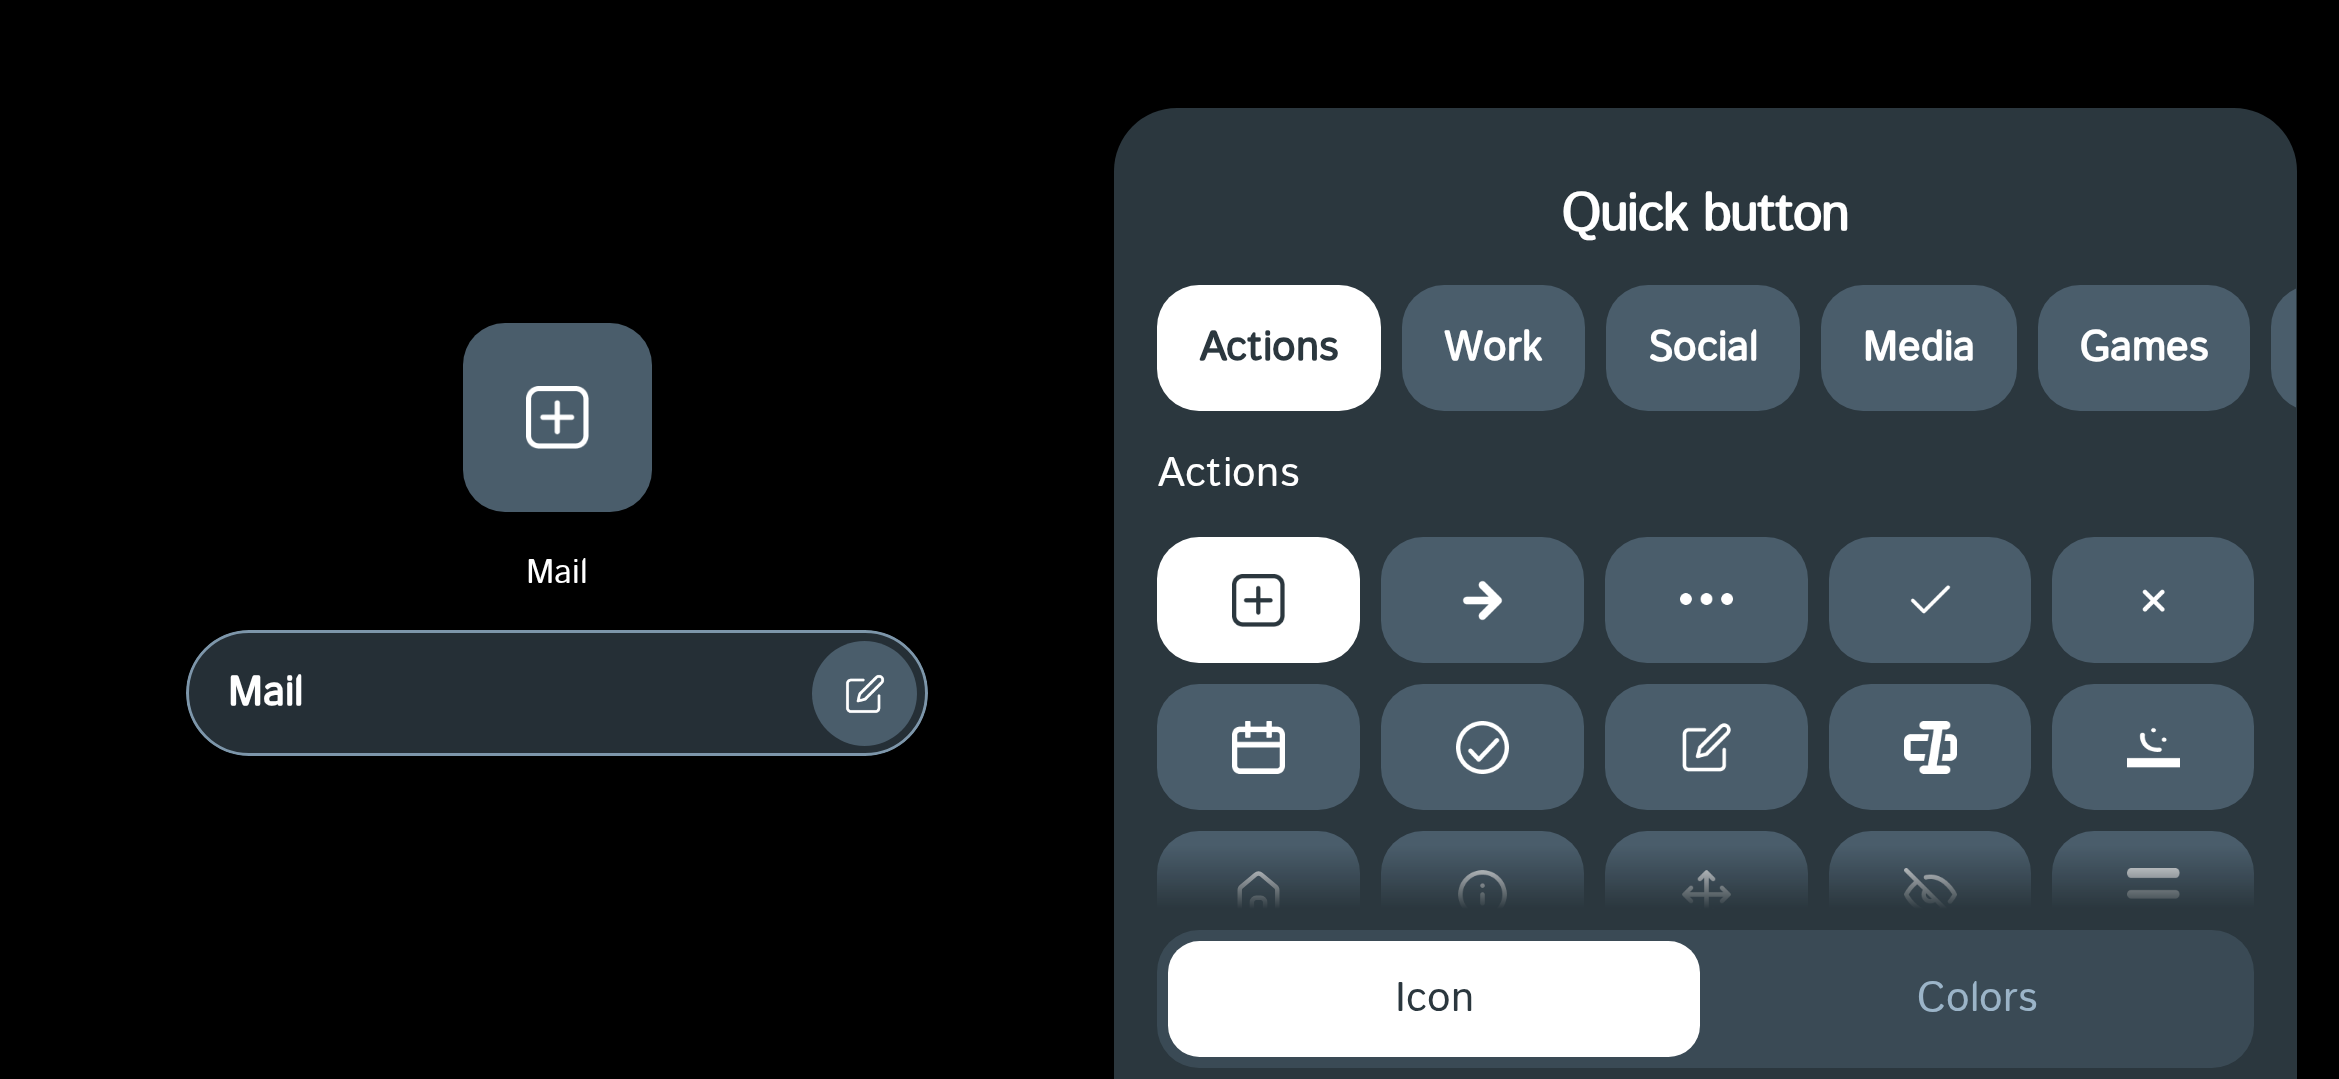 Mail
Mail
Quick button
Actions
Work
Social
Media
Games
Actions
Icon
Colors